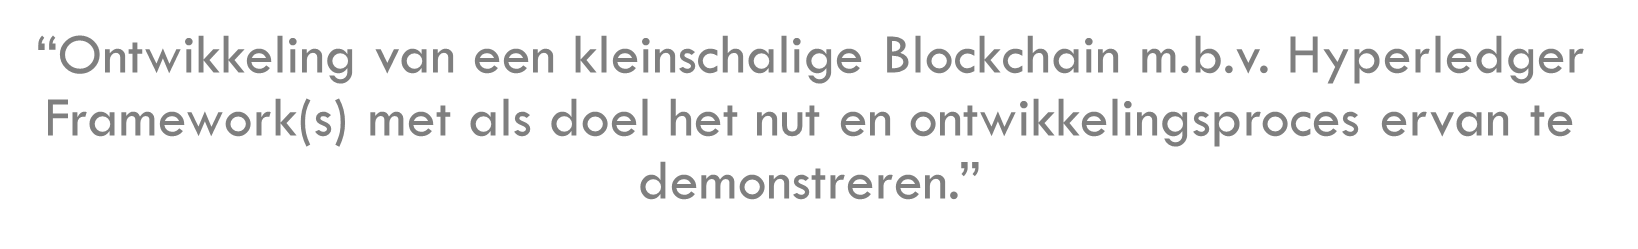 “Ontwikkeling van een kleinschalige Blockchain m.b.v. Hyperledger
Framework(s) met als doel het nut en ontwikkelingsproces ervan te
demonstreren.”